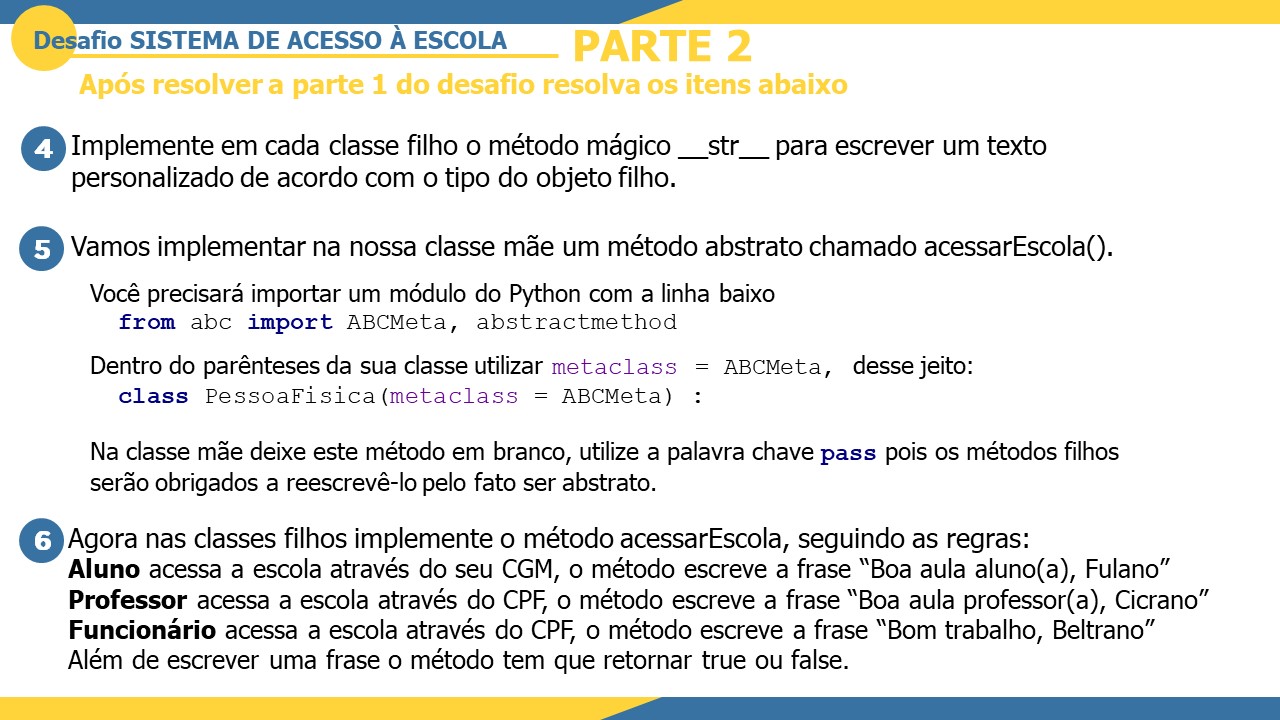 Desafio SISTEMA DE ACESSO À ESCOLA PARTE 2
Após resolver a parte 1 do desafio resolva os itens abaixo
4 Implemente em cada classe filho o método mágico __str__ para escrever um texto
personalizado de acordo com o tipo do objeto filho.
5 Vamos implementar na nossa classe mãe um método abstrato chamado acessarEscola().
Você precisará importar um módulo do Python com a linha baixo
from abc import ABCMeta, abstractmethod
Dentro do parênteses da sua classe utilizar metaclass = ABCMeta, desse jeito:
class PessoaFisica(metaclass = ABCMeta) :
Na classe mãe deixe este método em branco, utilize a palavra chave pass pois os métodos filhos
serão obrigados a reescrevê-lo pelo fato ser abstrato.
6 Agora nas classes filhos implemente o método acessarEscola, seguindo as regras:
Aluno acessa a escola através do seu CGM, o método escreve a frase “Boa aula aluno(a), Fulano”
Professor acessa a escola através do CPF, o método escreve a frase “Boa aula professor(a), Cicrano”
Funcionário acessa a escola através do CPF, o método escreve a frase “Bom trabalho, Beltrano”
Além de escrever uma frase o método tem que retornar true ou false.